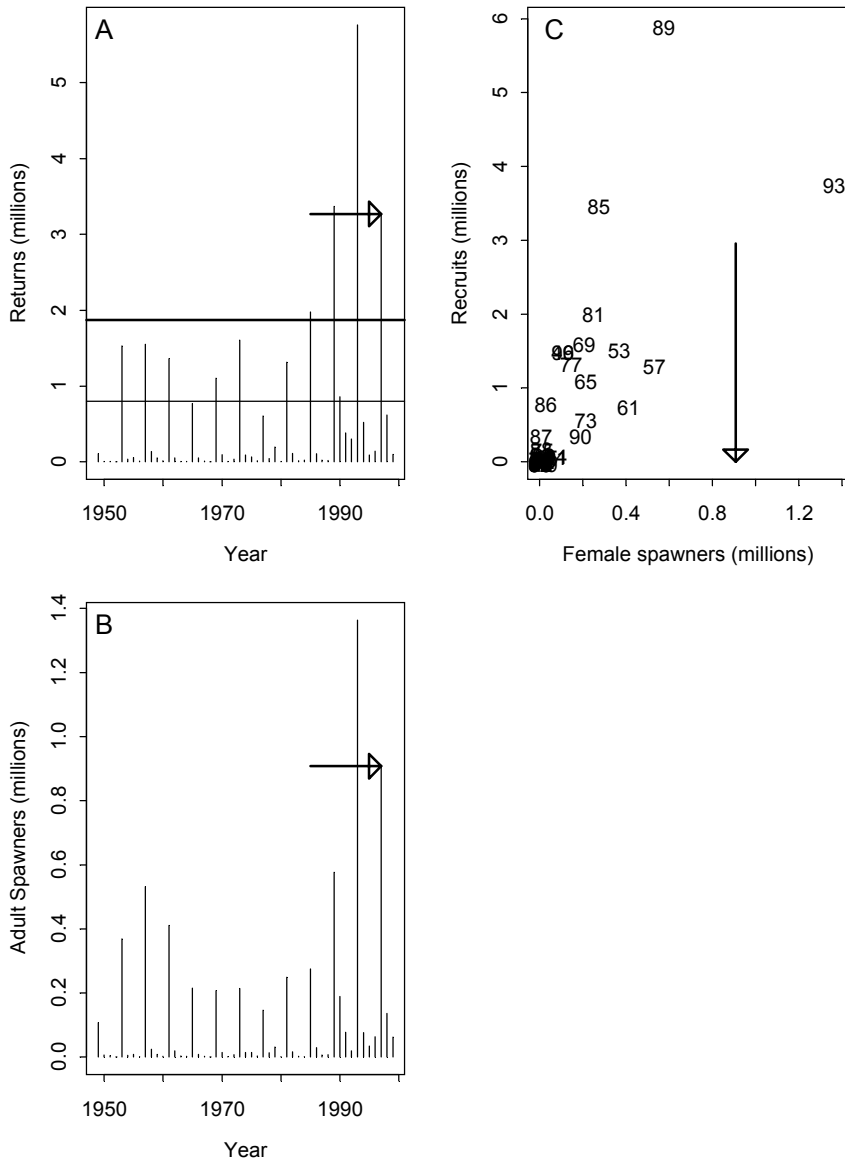 A
Returns (millions)
0 1 2 3 4 5
1950 1970 1990
Year
C
Recruits (millions)
0 1 2 3 4 5 6
89
93
85
81
69
53
77
57
65
61
86
73
90
87
0.0 0.4 0.8 1.2
Female spawners (millions)
B
Adult Spawners (millions)
0.0 0.2 0.4 0.6 0.8 1.0 1.2 1.4
1950 1970 1990
Year